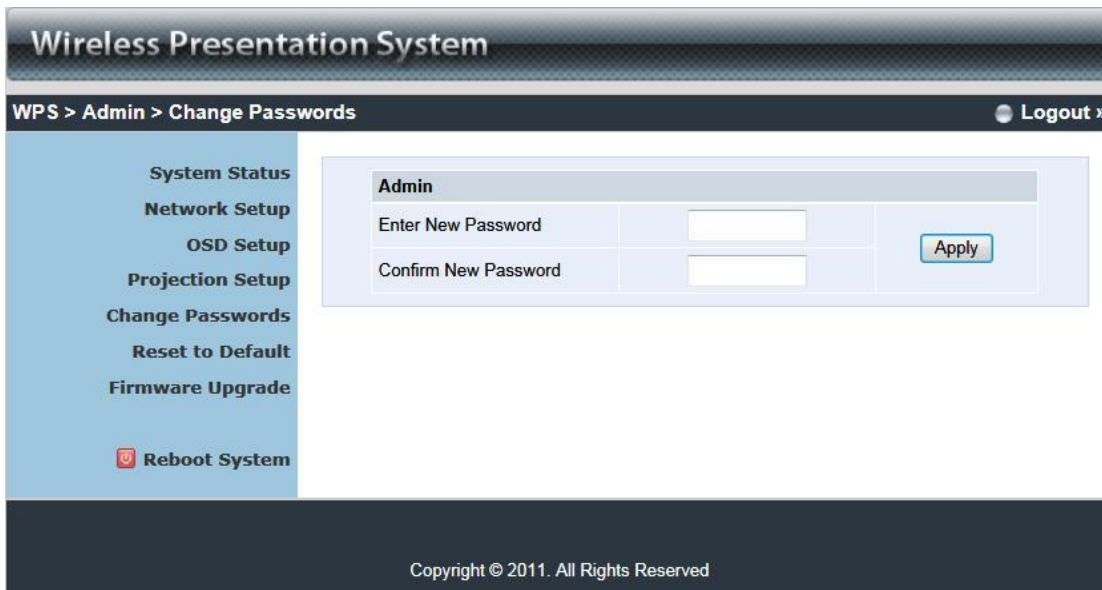 Wireless Presentation System
WPS > Admin > Change Passwords
Logout »
System Status
Network Setup
OSD Setup
Projection Setup
Change Passwords
Reset to Default
Firmware Upgrade
Reboot System
Admin
Enter New Password
Confirm New Password
Apply
Copyright © 2011. All Rights Reserved